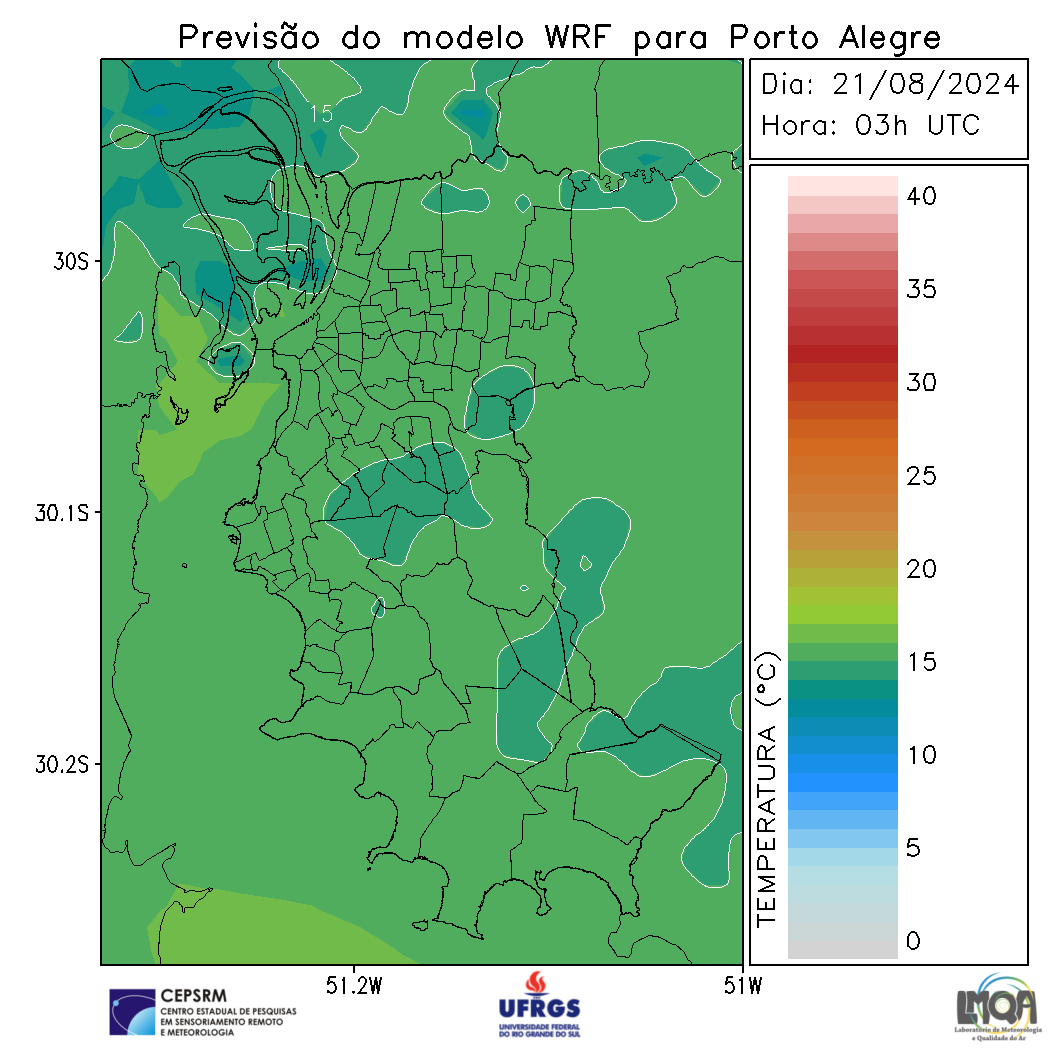 Previsão do modelo WRF para Porto Alegre
Dia: 21/08/2024
Hora: 03h UTC
15
30S
30.1S
30.2S
51.2W
51W
40
35
30
25
20
15
10
5
0
TEMPERATURA (°C)
CEPSRM
CENTRO ESTADUAL DE PESQUISAS
EM SENSORIAMENTO REMOTO
E METEOROLOGIA
UFRGS
UNIVERSIDADE FEDERAL
DO RIO GRANDE DO SUL
LMQA
Laboratório de Meteorologia
e Qualidade do Ar